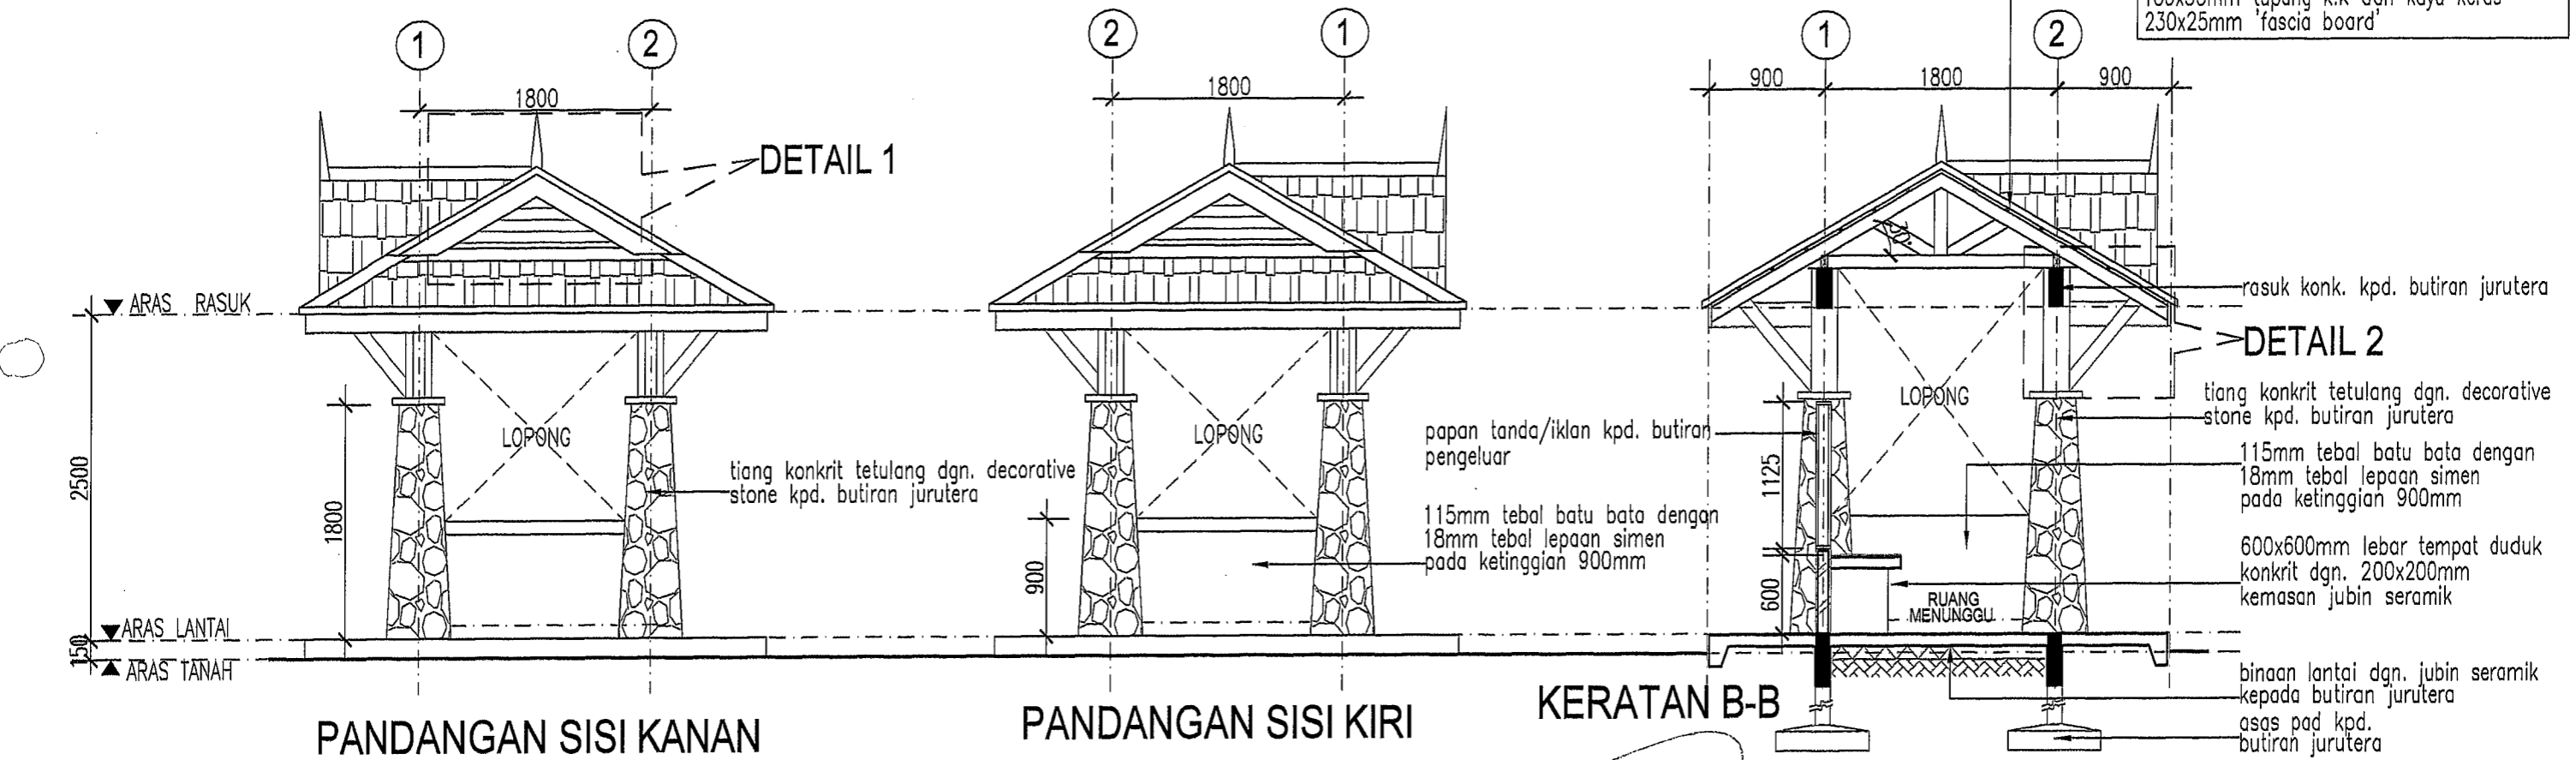 230x25mm 'fascia board'
1
2
1800
DETAIL 1
ARAS RASUK
LOPONG
tiang konkrit tetulang dgn. decorative
stone kpd. butiran jurutera
2500
1800
ARAS LANTAI
150
ARAS TANAH
PANDANGAN SISI KANAN
2
1
1800
LOPONG
900
115mm tebal batu bata dengan
18mm tebal lepaan simen
pada ketinggian 900mm
PANDANGAN SISI KIRI
1
2
900
1800
900
30°
rasuk konk. kpd. butiran jurutera
DETAIL 2
LOPONG
tiang konkrit tetulang dgn. decorative
stone kpd. butiran jurutera
papan tanda/iklan kpd. butiran
pengeluar
1125
115mm tebal batu bata dengan
18mm tebal lepaan simen
pada ketinggian 900mm
600x600mm lebar tempat duduk
konkrit dgn. 200x200mm
kemasan jubin seramik
600
RUANG
MENUNGGU
binaan lantai dgn. jubin seramik
kepada butiran jurutera
asas pad kpd.
butiran jurutera
KERATAN B-B